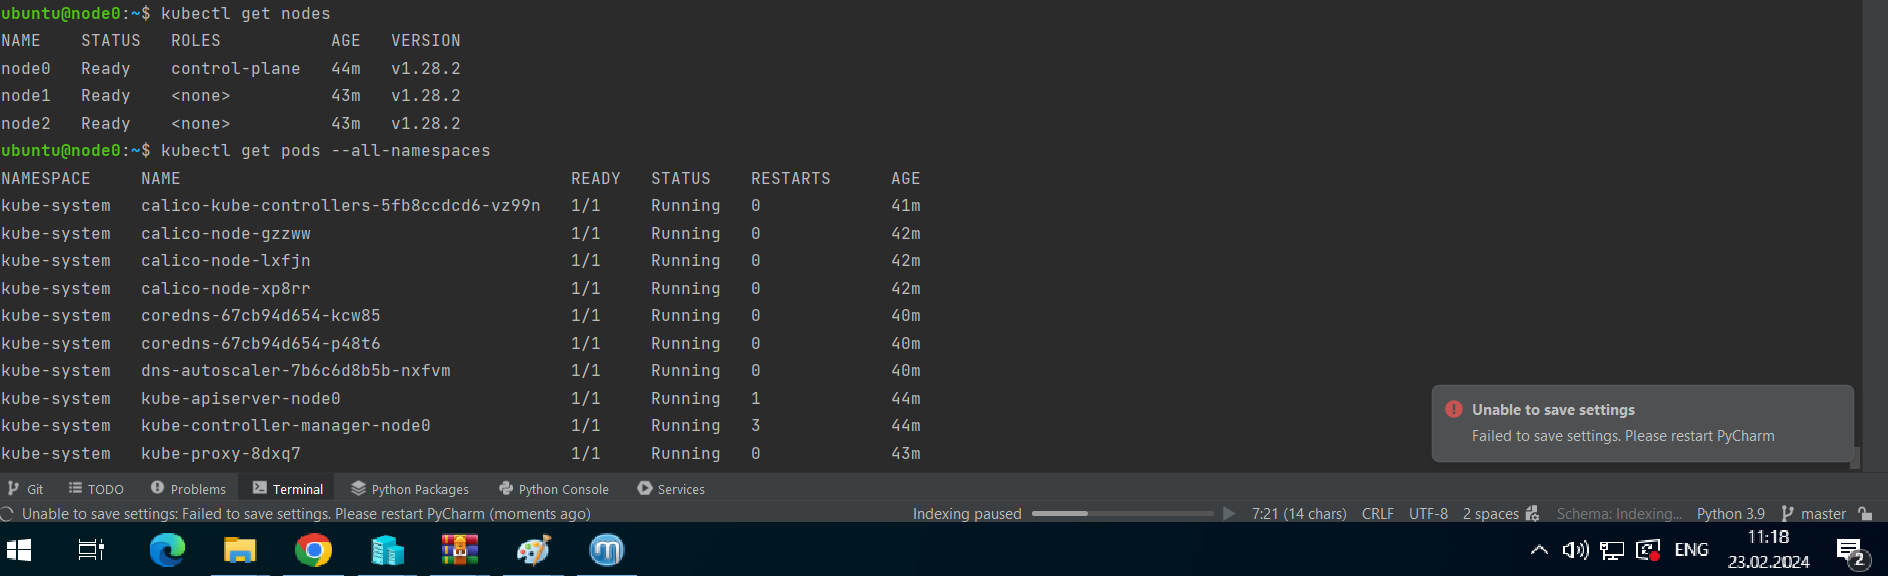 ubuntu@node0:~$ kubectl get nodes
NAME STATUS ROLES AGE VERSION
node0 Ready control-plane 44m v1.28.2
node1 Ready <none> 43m v1.28.2
node2 Ready <none> 43m v1.28.2
ubuntu@node0:~$ kubectl get pods --all-namespaces
NAMESPACE NAME READY STATUS RESTARTS AGE
kube-system calico-kube-controllers-5fb8ccdcd6-vz99n 1/1 Running 0 41m
kube-system calico-node-gzzww 1/1 Running 0 42m
kube-system calico-node-lxfjn 1/1 Running 0 42m
kube-system calico-node-xp8rr 1/1 Running 0 42m
kube-system coredns-67cb94d654-kcw85 1/1 Running 0 40m
kube-system coredns-67cb94d654-p48t6 1/1 Running 0 40m
kube-system dns-autoscaler-7b6c6d8b5b-nxfvm 1/1 Running 0 40m
kube-system kube-apiserver-node0 1/1 Running 1 44m
kube-system kube-controller-manager-node0 1/1 Running 3 44m
kube-system kube-proxy-8dxq7 1/1 Running 0 43m
Unable to save settings
Failed to save settings. Please restart PyCharm
Git TODO Problems Terminal Python Packages Python Console Services
Unable to save settings: Failed to save settings. Please restart PyCharm (moments ago) Indexing paused 7:21 (14 chars) CRLF UTF-8 2 spaces Schema: Indexing... Python 3.9 master
ENG
11:18
23.02.2024
2